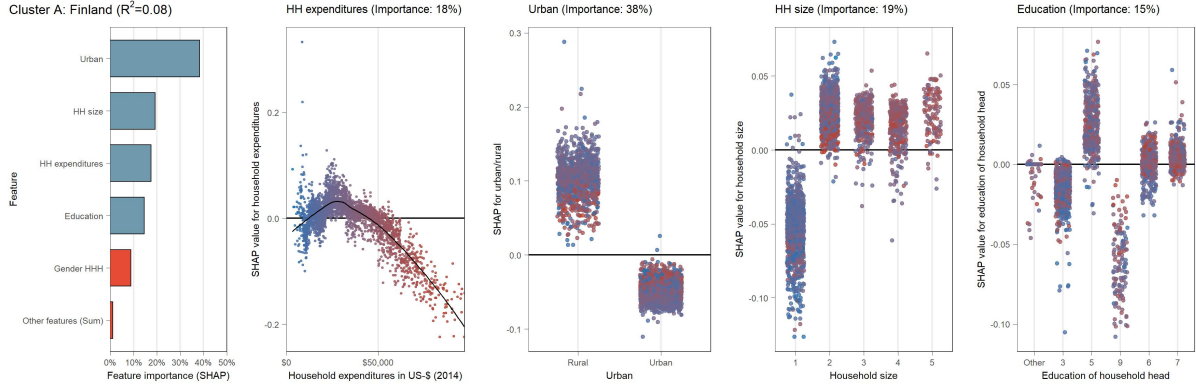 Cluster A: Finland (R²=0.08)
Feature
Urban
HH size
HH expenditures
Education
Gender HHH
Other features (Sum)
0% 10% 20% 30% 40% 50%
Feature importance (SHAP)
HH expenditures (Importance: 18%)
SHAP value for household expenditures
0.2
0.0
-0.2
$0 $50,000
Household expenditures in US-$ (2014)
Urban (Importance: 38%)
SHAP for urban/rural
0.3
0.2
0.1
0.0
-0.1
Rural Urban
Urban
HH size (Importance: 19%)
SHAP value for household size
0.05
0.00
-0.05
-0.10
1 2 3 4 5
Household size
Education (Importance: 15%)
SHAP value for education of hosuehold head
0.05
0.00
-0.05
-0.10
Other 3 5 9 6 7
Education of household head